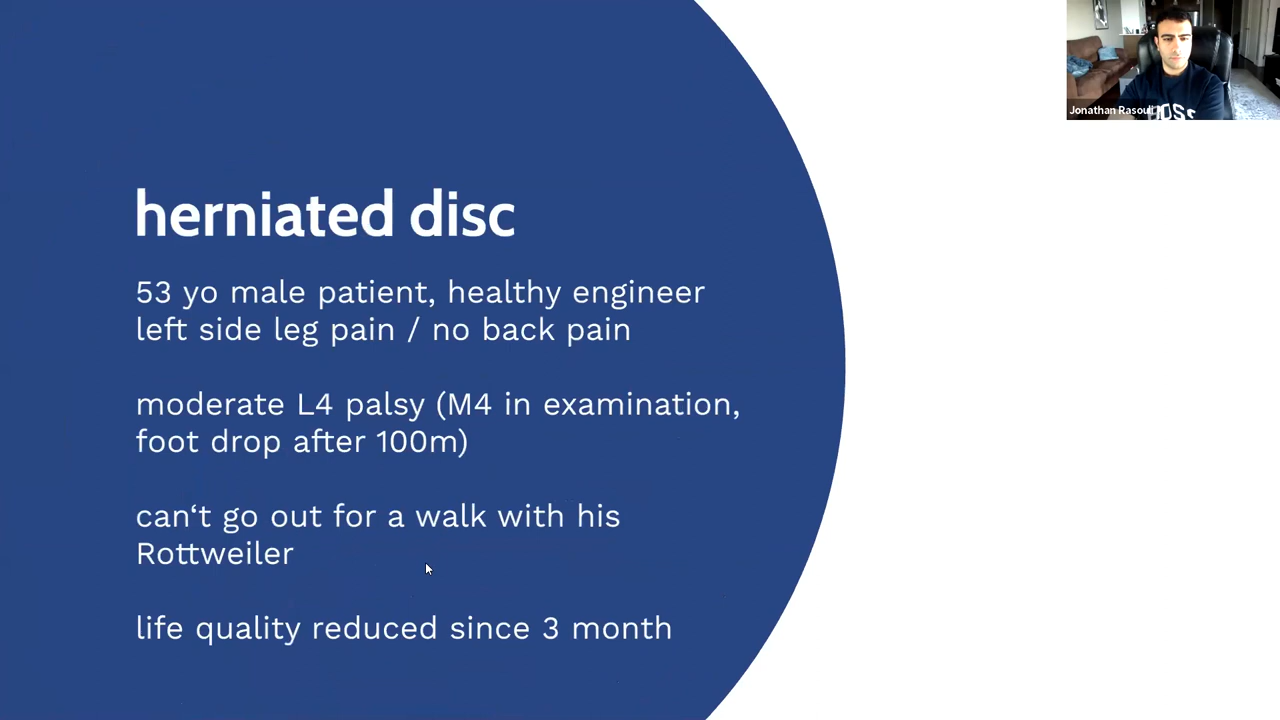 herniated disc
53 yo male patient, healthy engineer
left side leg pain / no back pain
moderate L4 palsy (M4 in examination,
foot drop after 100m)
can‘t go out for a walk with his
Rottweiler
life quality reduced since 3 month
Jonathan Rasouli